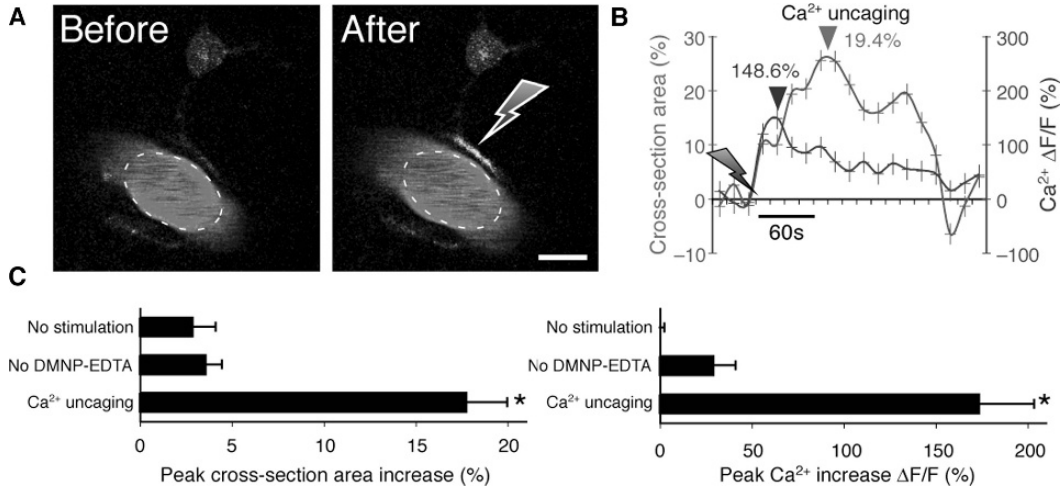 A
Before
After
B
Ca²⁺ uncaging
19.4%
148.6%
Cross-section area (%)
30
20
10
0
−10
60s
300
200
100
0
−100
Ca²⁺ ΔF/F (%)
C
No stimulation
No DMNP-EDTA
Ca²⁺ uncaging
*
0 5 10 15 20
Peak cross-section area increase (%)
No stimulation
No DMNP-EDTA
Ca²⁺ uncaging
*
0 50 100 150 200
Peak Ca²⁺ increase ΔF/F (%)